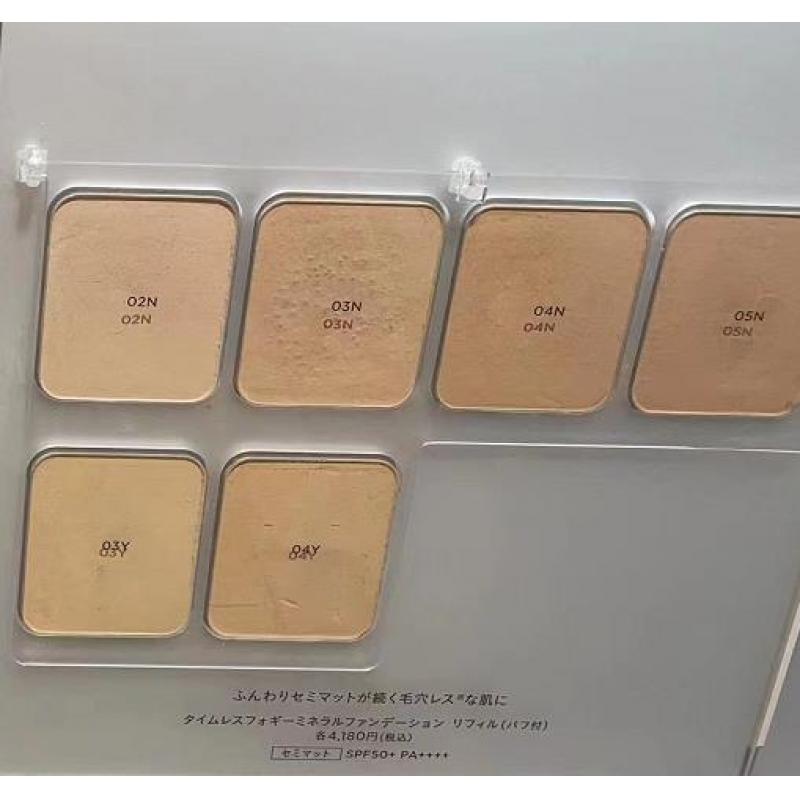 02N
02N
03N
03N
04N
04N
05N
05N
03Y
03Y
04Y
04Y
ふんわりセミマットが続く毛穴レス※な肌に
タイムレスフォギーミネラルファンデーション リフィル(パフ付)
各4,180円(税込)
セミマット SPF50+ PA++++